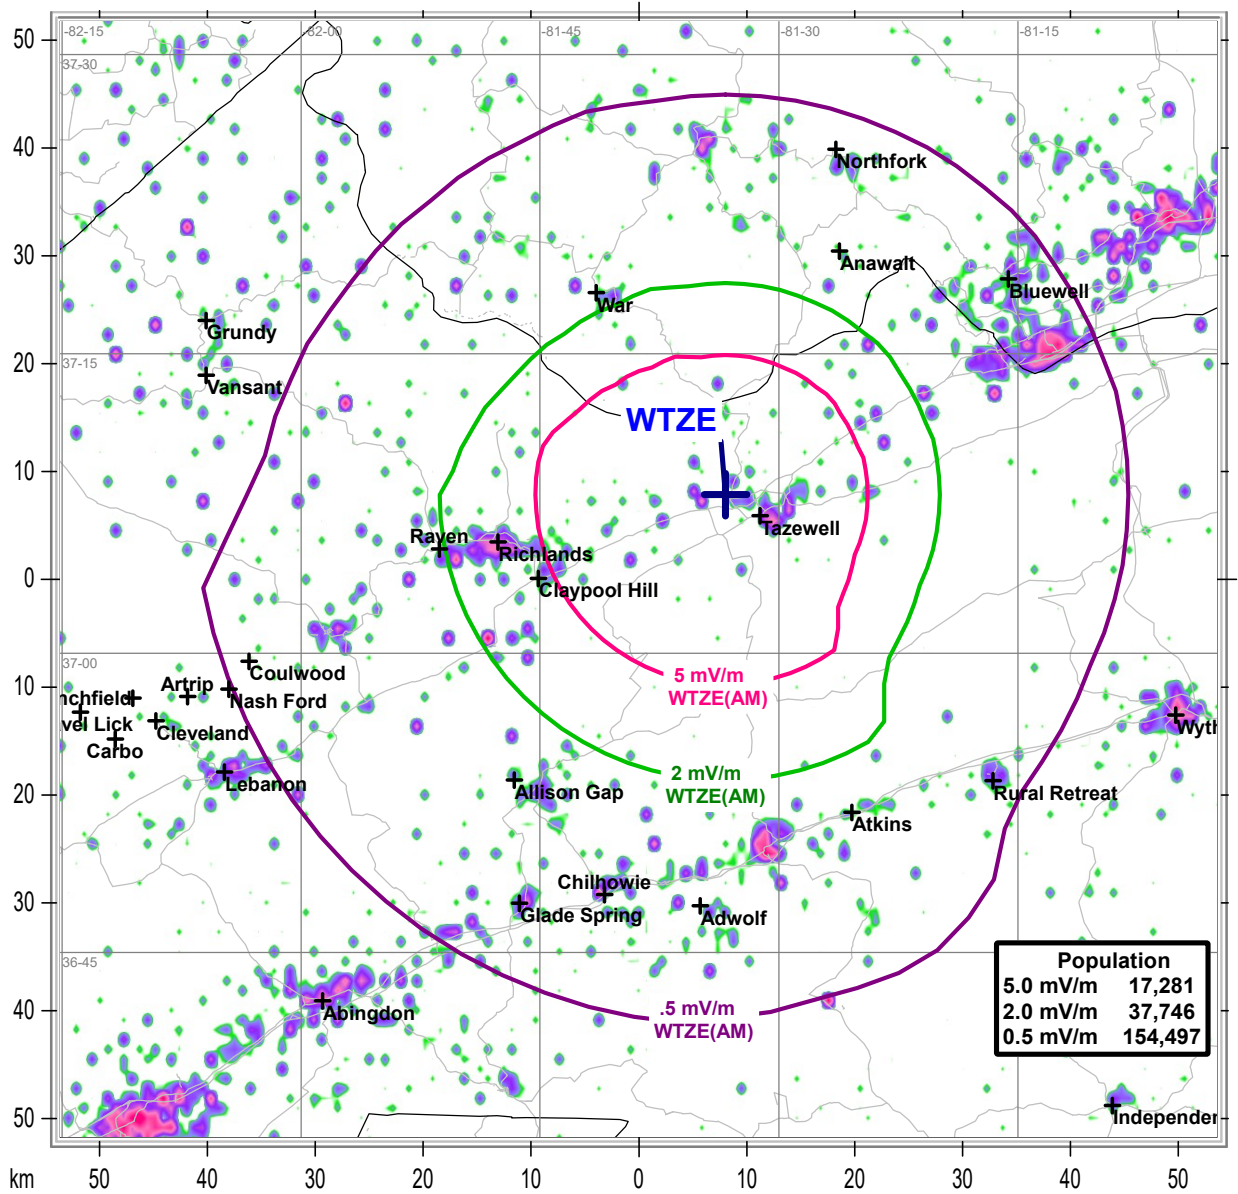 -82-15
-82-00
-81-45
-81-30
-81-15
50
37-30
40
Northfork
30
Anawalt
Bluewell
War
Grundy
20
37-15
Vansant
WTZE
10
Tazewell
Raven
Richlands
0
Claypool Hill
37-00
Coulwood
5 mV/m
WTZE(AM)
Artrip
Nash Ford
10
nchfield
vel Lick
Cleveland
Carbo
Wyth
2 mV/m
WTZE(AM)
Lebanon
Allison Gap
Rural Retreat
20
Atkins
Chilhowie
30
Glade Spring
Adwolf
36-45
Population
5.0 mV/m 17,281
2.0 mV/m 37,746
0.5 mV/m 154,497
.5 mV/m
WTZE(AM)
40
Abingdon
50
Independen
km 50 40 30 20 10 0 10 20 30 40 50